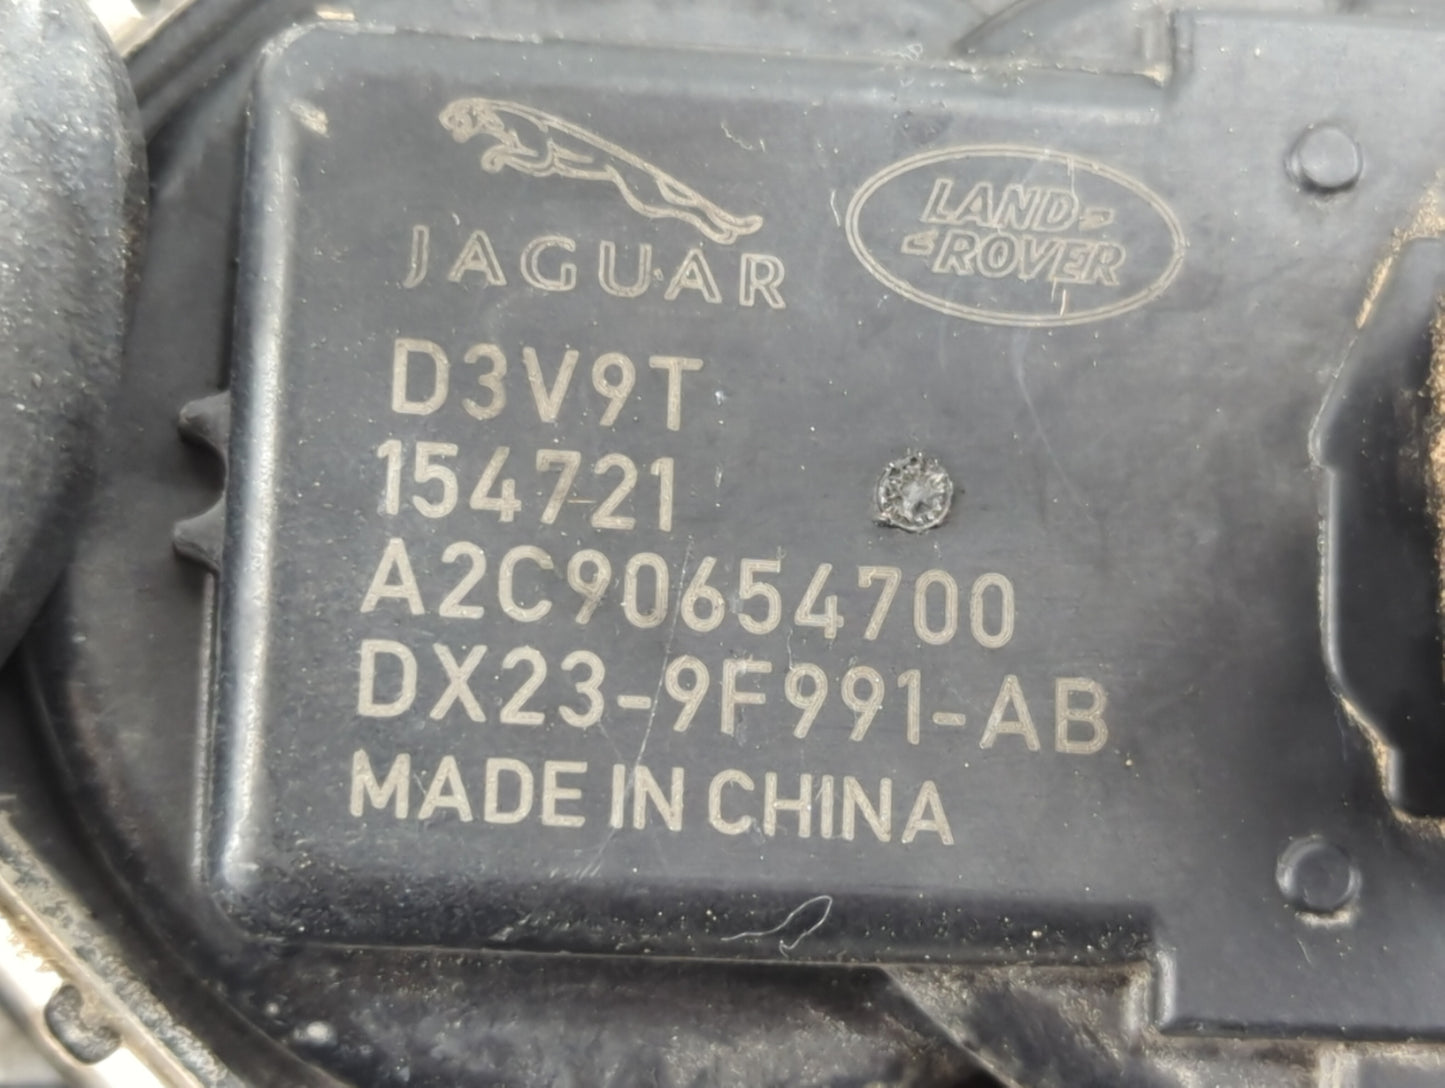 JAGUAR
LAND
ROVER
D3V9T
154721
A2C90654700
DX23-9F991-AB
MADE IN CHINA